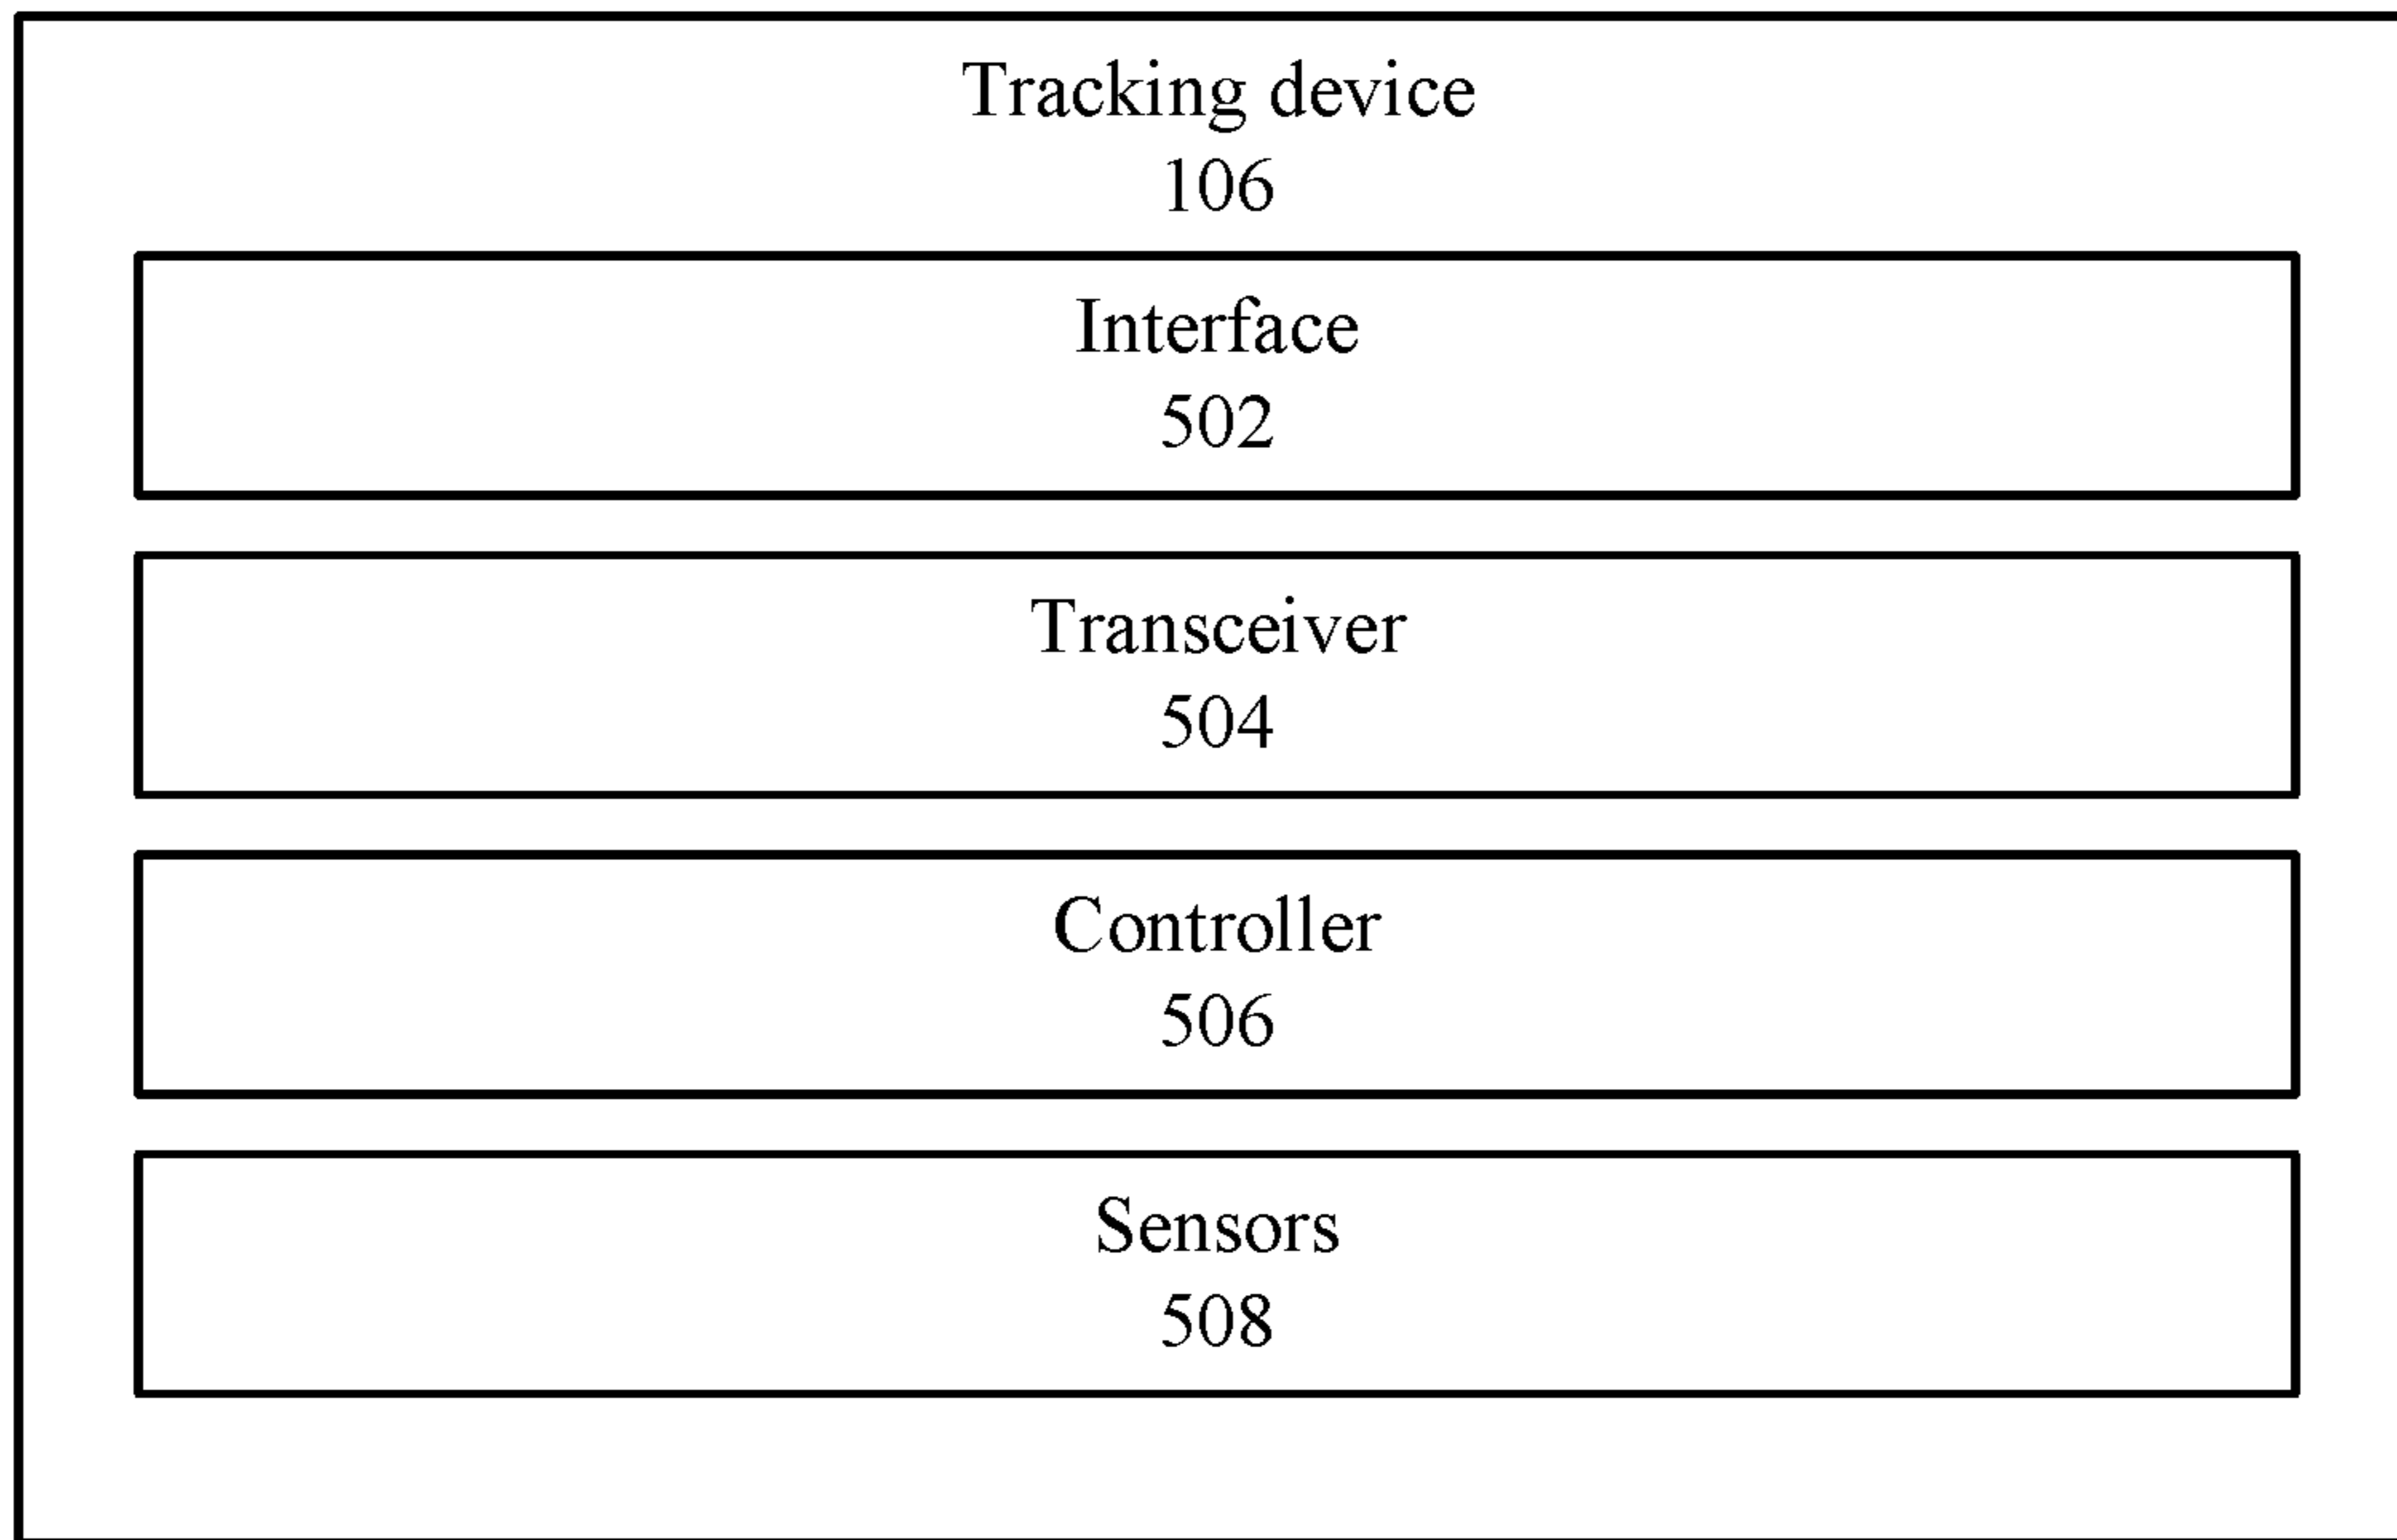 Tracking device
106
Interface
502
Transceiver
504
Controller
506
Sensors
508